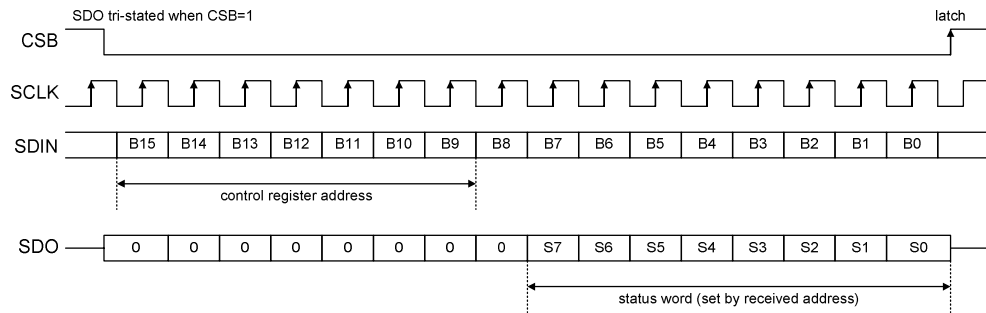 SDO tri-stated when CSB=1 latch
CSB
SCLK
SDIN B15 B14 B13 B12 B11 B10 B9 B8 B7 B6 B5 B4 B3 B2 B1 B0
control register address
SDO 0 0 0 0 0 0 0 0 S7 S6 S5 S4 S3 S2 S1 S0
status word (set by received address)